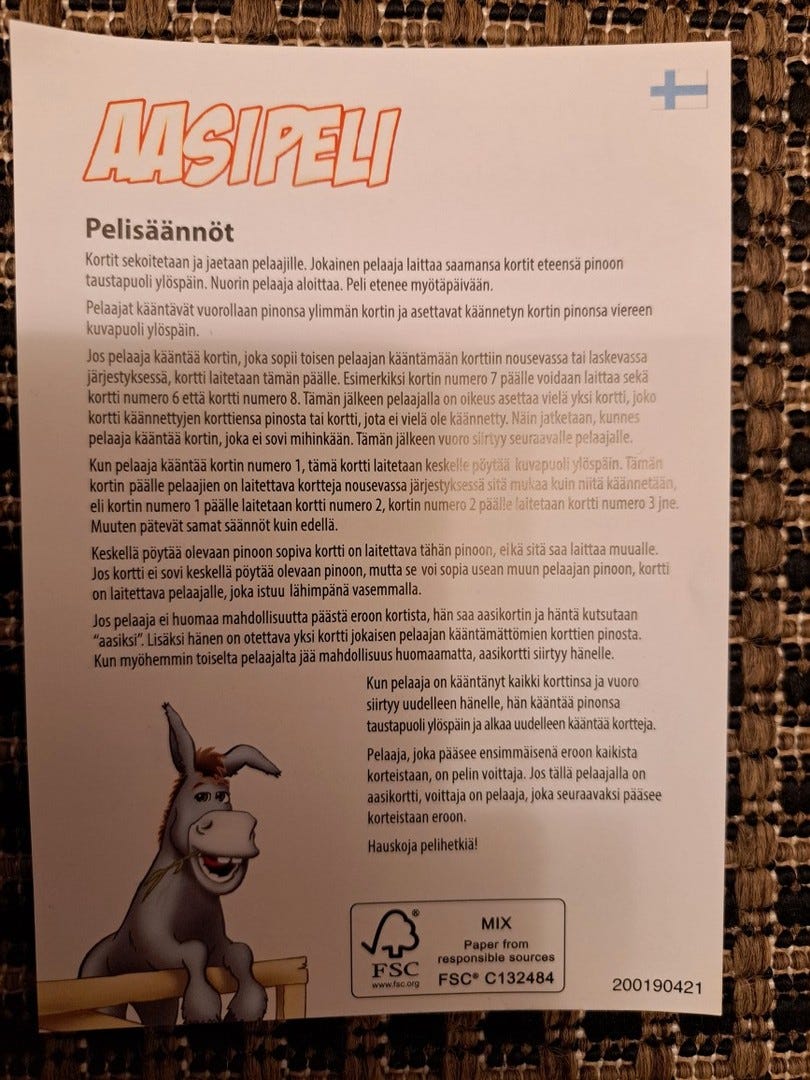 AASIPELI
Pelisäännöt
Kortit sekoitetaan ja jaetaan pelaajille. Jokainen pelaaja laittaa saamansa kortit eteensä pinoon
taustapuoli ylöspäin. Nuorin pelaaja aloittaa. Peli etenee myötäpäivään.
Pelaajat kääntävät vuorollaan pinonsa ylimmän kortin ja asettavat käännetyn kortin pinonsa viereen
kuvapuoli ylöspäin.
Jos pelaaja kääntää kortin, joka sopii toisen pelaajan kääntämään korttiin nousevassa tai laskevassa
järjestyksessä, kortti laitetaan tämän päälle. Esimerkiksi kortin numero 7 päälle voidaan laittaa sekä
kortti numero 6 että kortti numero 8. Tämän jälkeen pelaajalla on oikeus asettaa vielä yksi kortti, joko
kortti käännettyjen korttiensa pinosta tai kortti, jota ei vielä ole käännetty. Näin jatketaan, kunnes
pelaaja kääntää kortin, joka ei sovi mihinkään. Tämän jälkeen vuoro siirtyy seuraavalle pelaajalle.
Kun pelaaja kääntää kortin numero 1, tämä kortti laitetaan keskelle pöytää kuvapuoli ylöspäin. Tämän
kortin päälle pelaajien on laitettava kortteja nousevassa järjestyksessä sitä mukaa kuin niitä käännetään,
eli kortin numero 1 päälle laitetaan kortti numero 2, kortin numero 2 päälle laitetaan kortti numero 3 jne.
Muuten pätevät samat säännöt kuin edellä.
Keskellä pöytää olevaan pinoon sopiva kortti on laitettava tähän pinoon, eikä sitä saa laittaa muualle.
Jos kortti ei sovi keskellä pöytää olevaan pinoon, mutta se voi sopia usean muun pelaajan pinoon, kortti
on laitettava pelaajalle, joka istuu lähimpänä vasemmalla.
Jos pelaaja ei huomaa mahdollisuutta päästä eroon kortista, hän saa aasikortin ja häntä kutsutaan
"aasiksi". Lisäksi hänen on otettava yksi kortti jokaisen pelaajan kääntämättömien korttien pinosta.
Kun myöhemmin toiselta pelaajalta jää mahdollisuus huomaamatta, aasikortti siirtyy hänelle.
Kun pelaaja on kääntänyt kaikki korttinsa ja vuoro
siirtyy uudelleen hänelle, hän kääntää pinonsa
taustapuoli ylöspäin ja alkaa uudelleen kääntää kortteja.
Pelaaja, joka pääsee ensimmäisenä eroon kaikista
korteistaan, on pelin voittaja. Jos tällä pelaajalla on
aasikortti, voittaja on pelaaja, joka seuraavaksi pääsee
korteistaan eroon.
Hauskoja pelihetkiä!
FSC®
www.fsc.org
MIX
Paper from
responsible sources
FSC® C132484
200190421